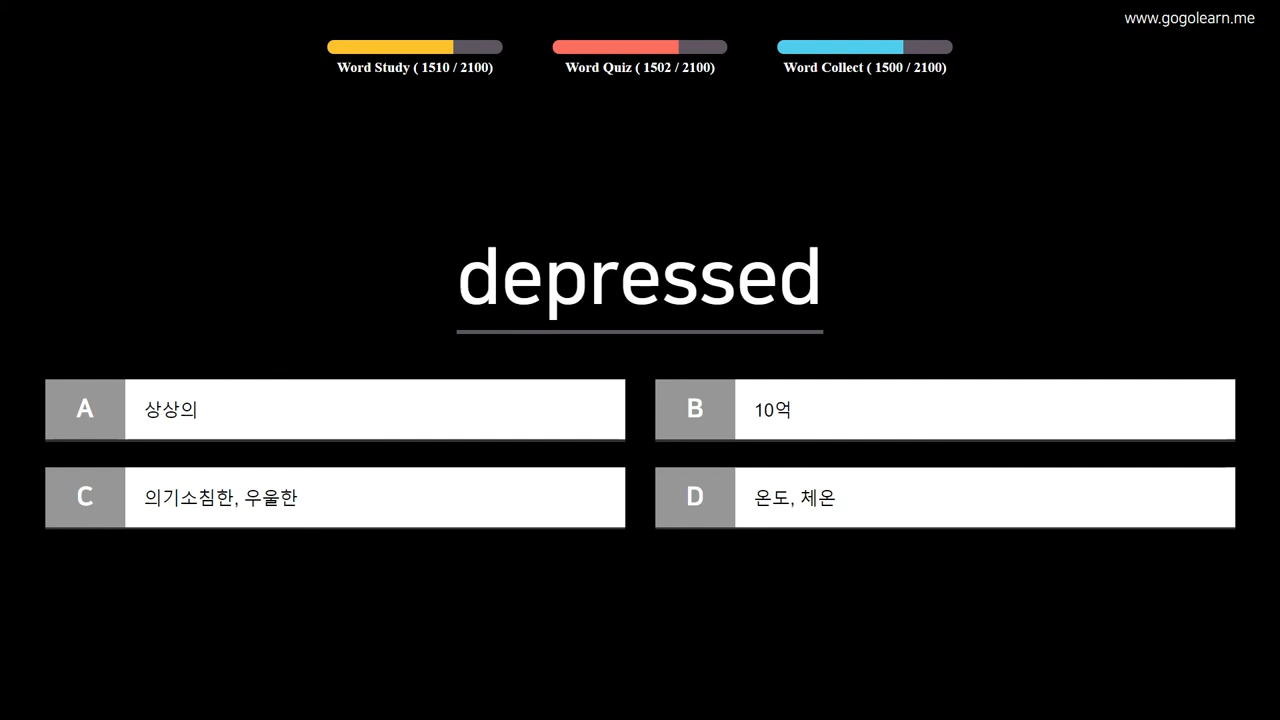 www.gogolearn.me
Word Study ( 1510 / 2100)
Word Quiz ( 1502 / 2100)
Word Collect ( 1500 / 2100)
depressed
A 상상의
B 10억
C 의기소침한, 우울한
D 온도, 체온